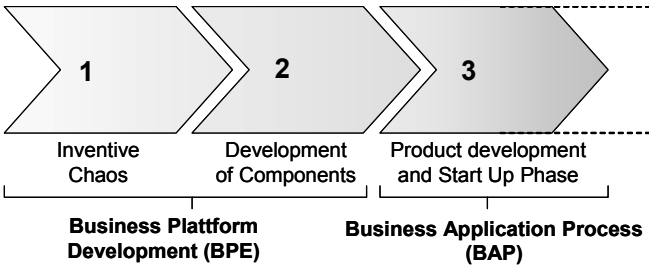 1
2
3
Inventive
Chaos
Development
of Components
Product development
and Start Up Phase
Business Plattform
Development (BPE)
Business Application Process
(BAP)